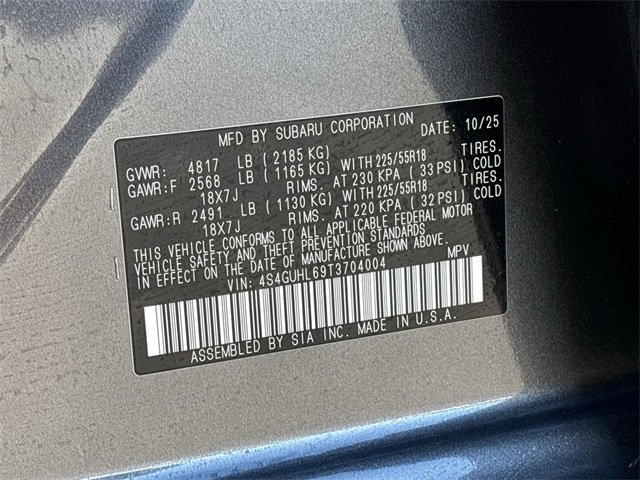 MFD BY SUBARU CORPORATION DATE: 10/25
GVWR: 4817 LB ( 2185 KG)
GAWR:F 2568 LB ( 1165 KG) WITH 225/55R18 TIRES.
18X7J RIMS. AT 230 KPA ( 33 PSI) COLD
GAWR:R 2491 LB ( 1130 KG) WITH 225/55R18 TIRES.
18X7J RIMS. AT 220 KPA ( 32 PSI) COLD
THIS VEHICLE CONFORMS TO ALL APPLICABLE FEDERAL MOTOR
VEHICLE SAFETY AND THEFT PREVENTION STANDARDS
IN EFFECT ON THE DATE OF MANUFACTURE SHOWN ABOVE.
VIN: 4S4GUHL69T3704004 MPV
ASSEMBLED BY SIA INC. MADE IN U.S.A.